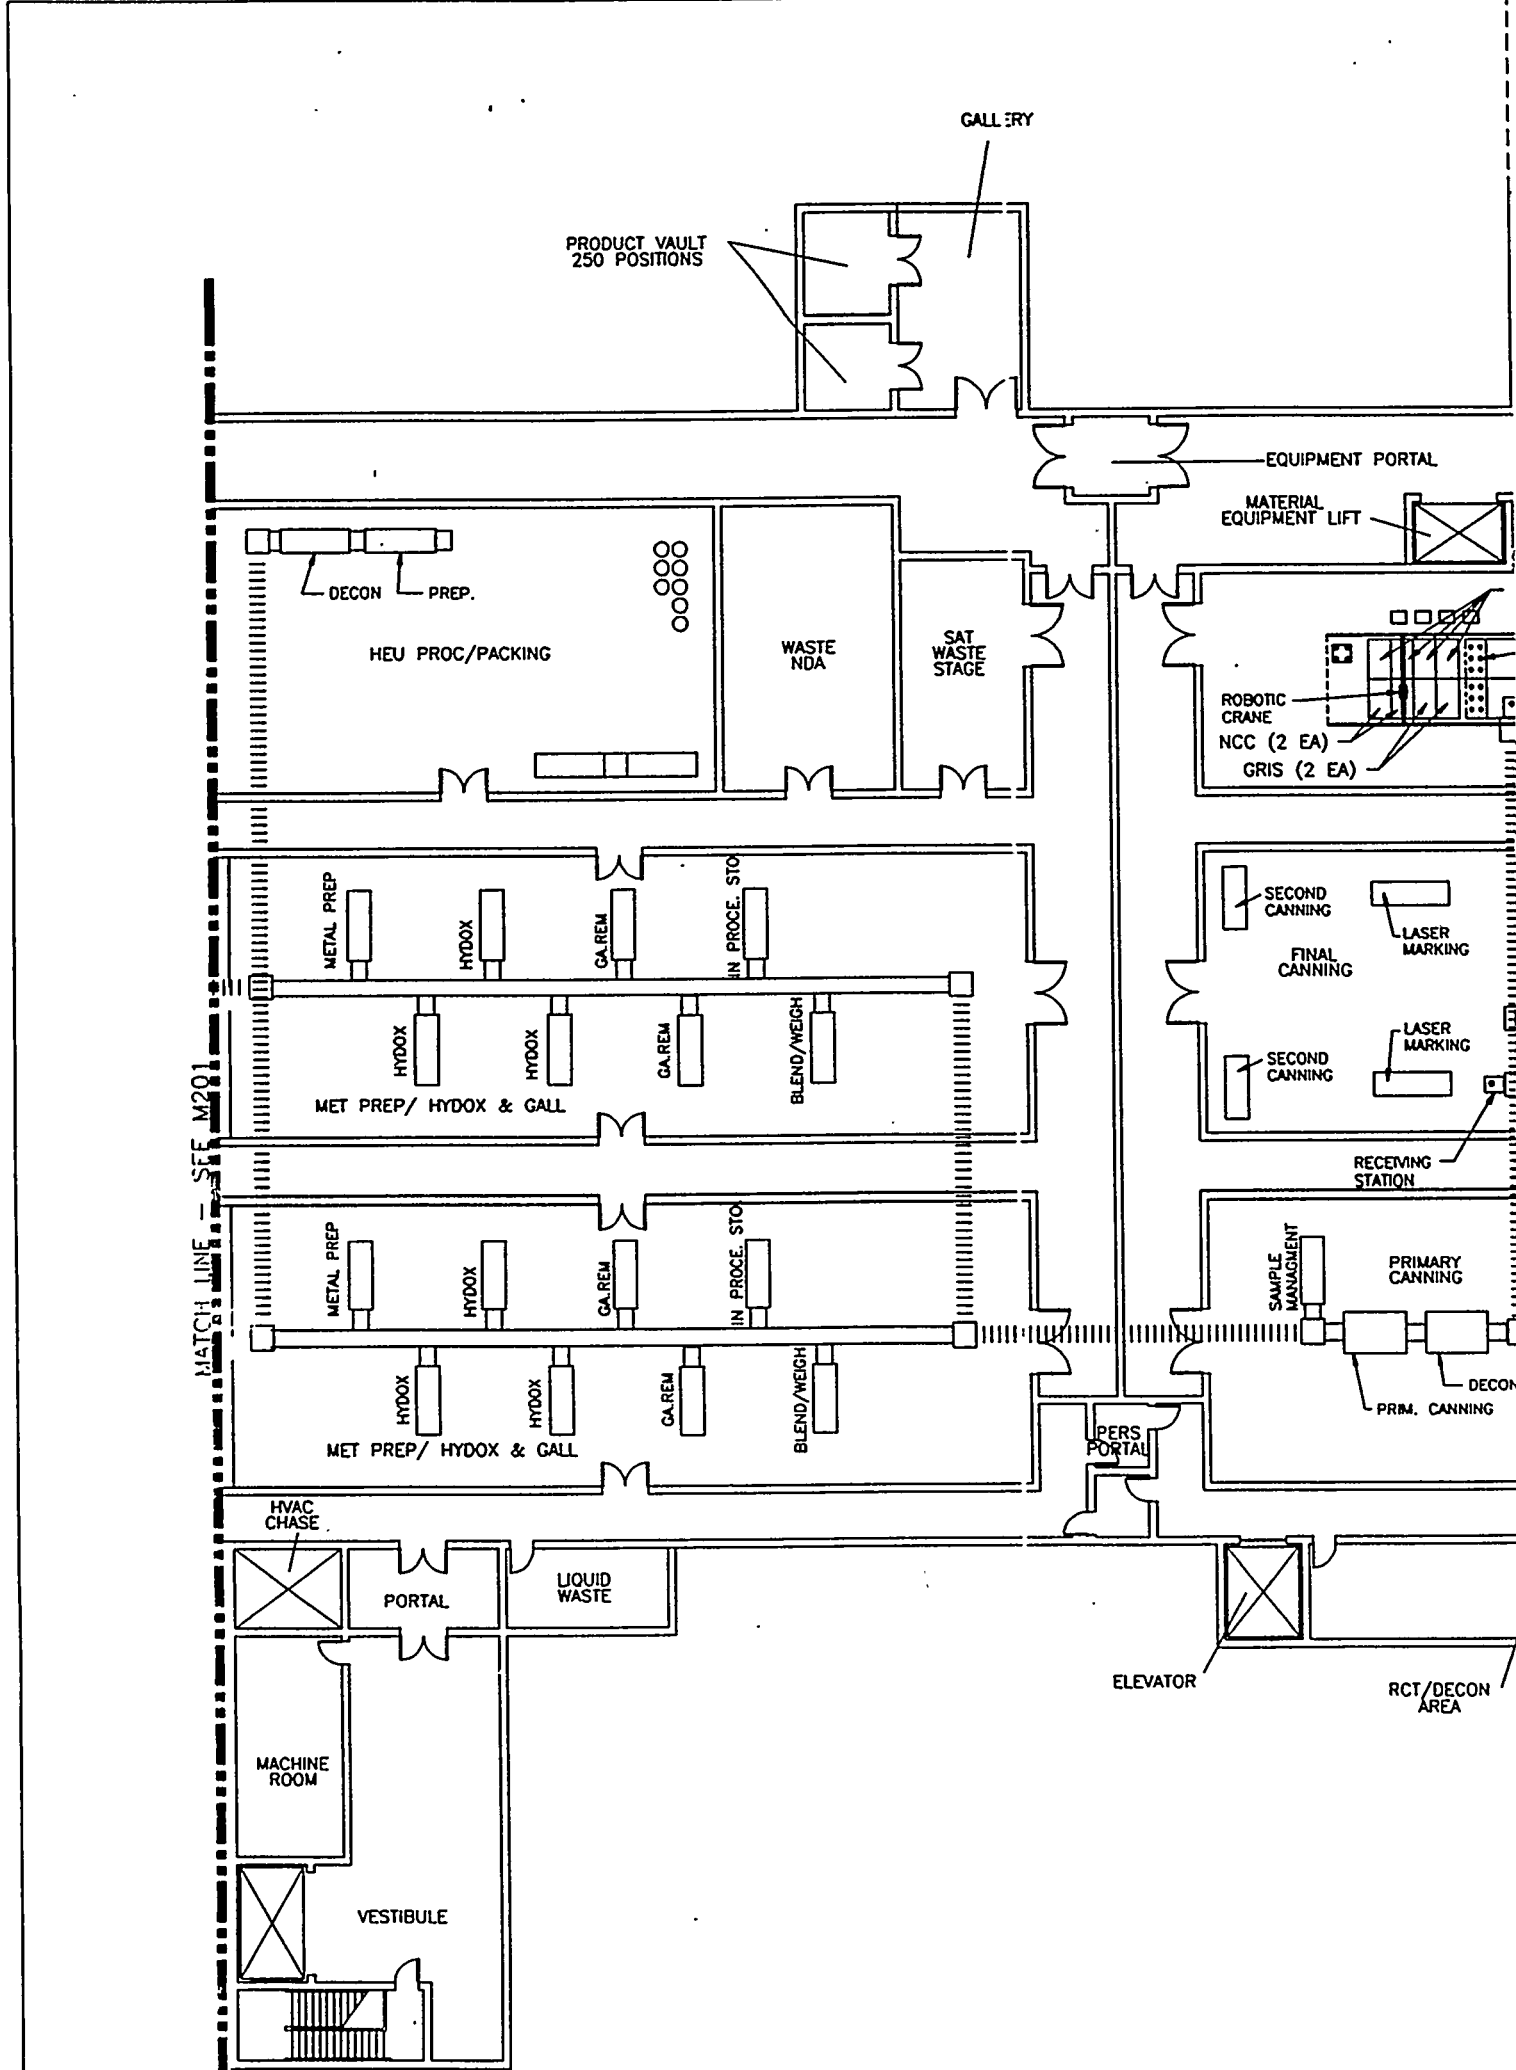 GALLERY
PRODUCT VAULT
250 POSITIONS
EQUIPMENT PORTAL
MATERIAL
EQUIPMENT LIFT
DECON
PREP.
HEU PROC/PACKING
WASTE
NDA
SAT
WASTE
STAGE
ROBOTIC
CRANE
NCC (2 EA)
GRIS (2 EA)
METAL PREP
HYDOX
GA.REM
IN PROCE. STO.
SECOND
CANNING
LASER
MARKING
FINAL
CANNING
HYDOX
HYDOX
GA.REM
BLEND/WEIGH
LASER
MARKING
SECOND
CANNING
MET PREP/ HYDOX & GALL
MATCH LINE – SEE M201
RECEIVING
STATION
METAL PREP
HYDOX
GA.REM
IN PROCE. STO.
SAMPLE
MANAGMENT
PRIMARY
CANNING
HYDOX
HYDOX
GA.REM
BLEND/WEIGH
DECON
PRIM. CANNING
MET PREP/ HYDOX & GALL
PERS
PORTAL
HVAC
CHASE
PORTAL
LIQUID
WASTE
ELEVATOR
RCT/DECON
AREA
MACHINE
ROOM
VESTIBULE